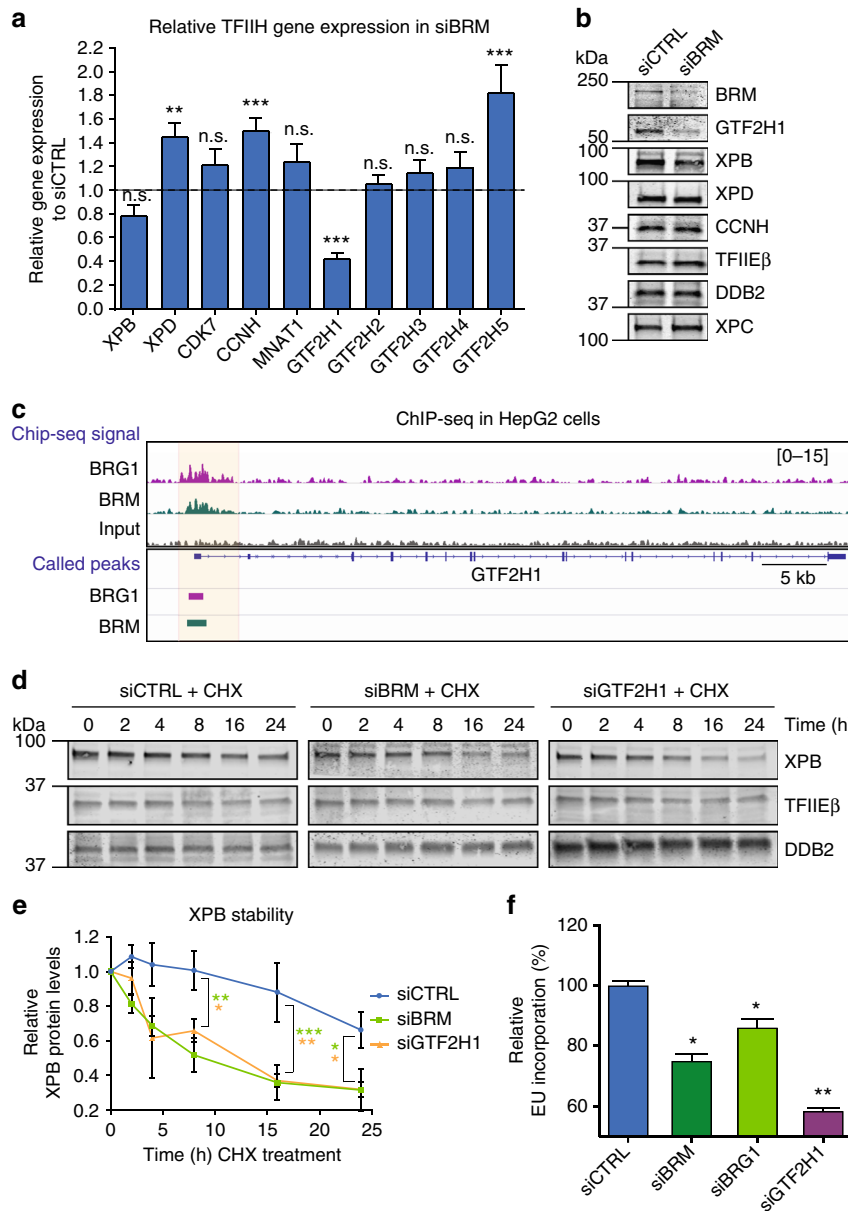 a
Relative TFIIH gene expression in siBRM
Relative gene expression
to siCTRL
2.2
2.0
1.8
1.6
1.4
1.2
1.0
0.8
0.6
0.4
0.2
0.0
n.s.
**
n.s.
***
n.s.
***
n.s.
n.s.
n.s.
***
XPB
XPD
CDK7
CCNH
MNAT1
GTF2H1
GTF2H2
GTF2H3
GTF2H4
GTF2H5
b
kDa
siCTRL
siBRM
250
BRM
50
GTF2H1
100
XPB
100
XPD
37
CCNH
37
TFIIEβ
DDB2
37
XPC
100
c
ChIP-seq in HepG2 cells
Chip-seq signal
[0–15]
BRG1
BRM
Input
Called peaks
GTF2H1
5 kb
BRG1
BRM
d
siCTRL + CHX
siBRM + CHX
siGTF2H1 + CHX
kDa
0 2 4 8 16 24
0 2 4 8 16 24
0 2 4 8 16 24
Time (h
100
XPB
37
TFIIEβ
DDB2
37
e
XPB stability
Relative
XPB protein levels
1.2
1.0
0.8
0.6
0.4
0.2
**
*
***
**
*
*
siCTRL
siBRM
siGTF2H1
0 5 10 15 20 25
Time (h) CHX treatment
f
Relative
EU incorporation (%)
120
100
80
60
*
*
**
siCTRL
siBRM
siBRG1
siGTF2H1